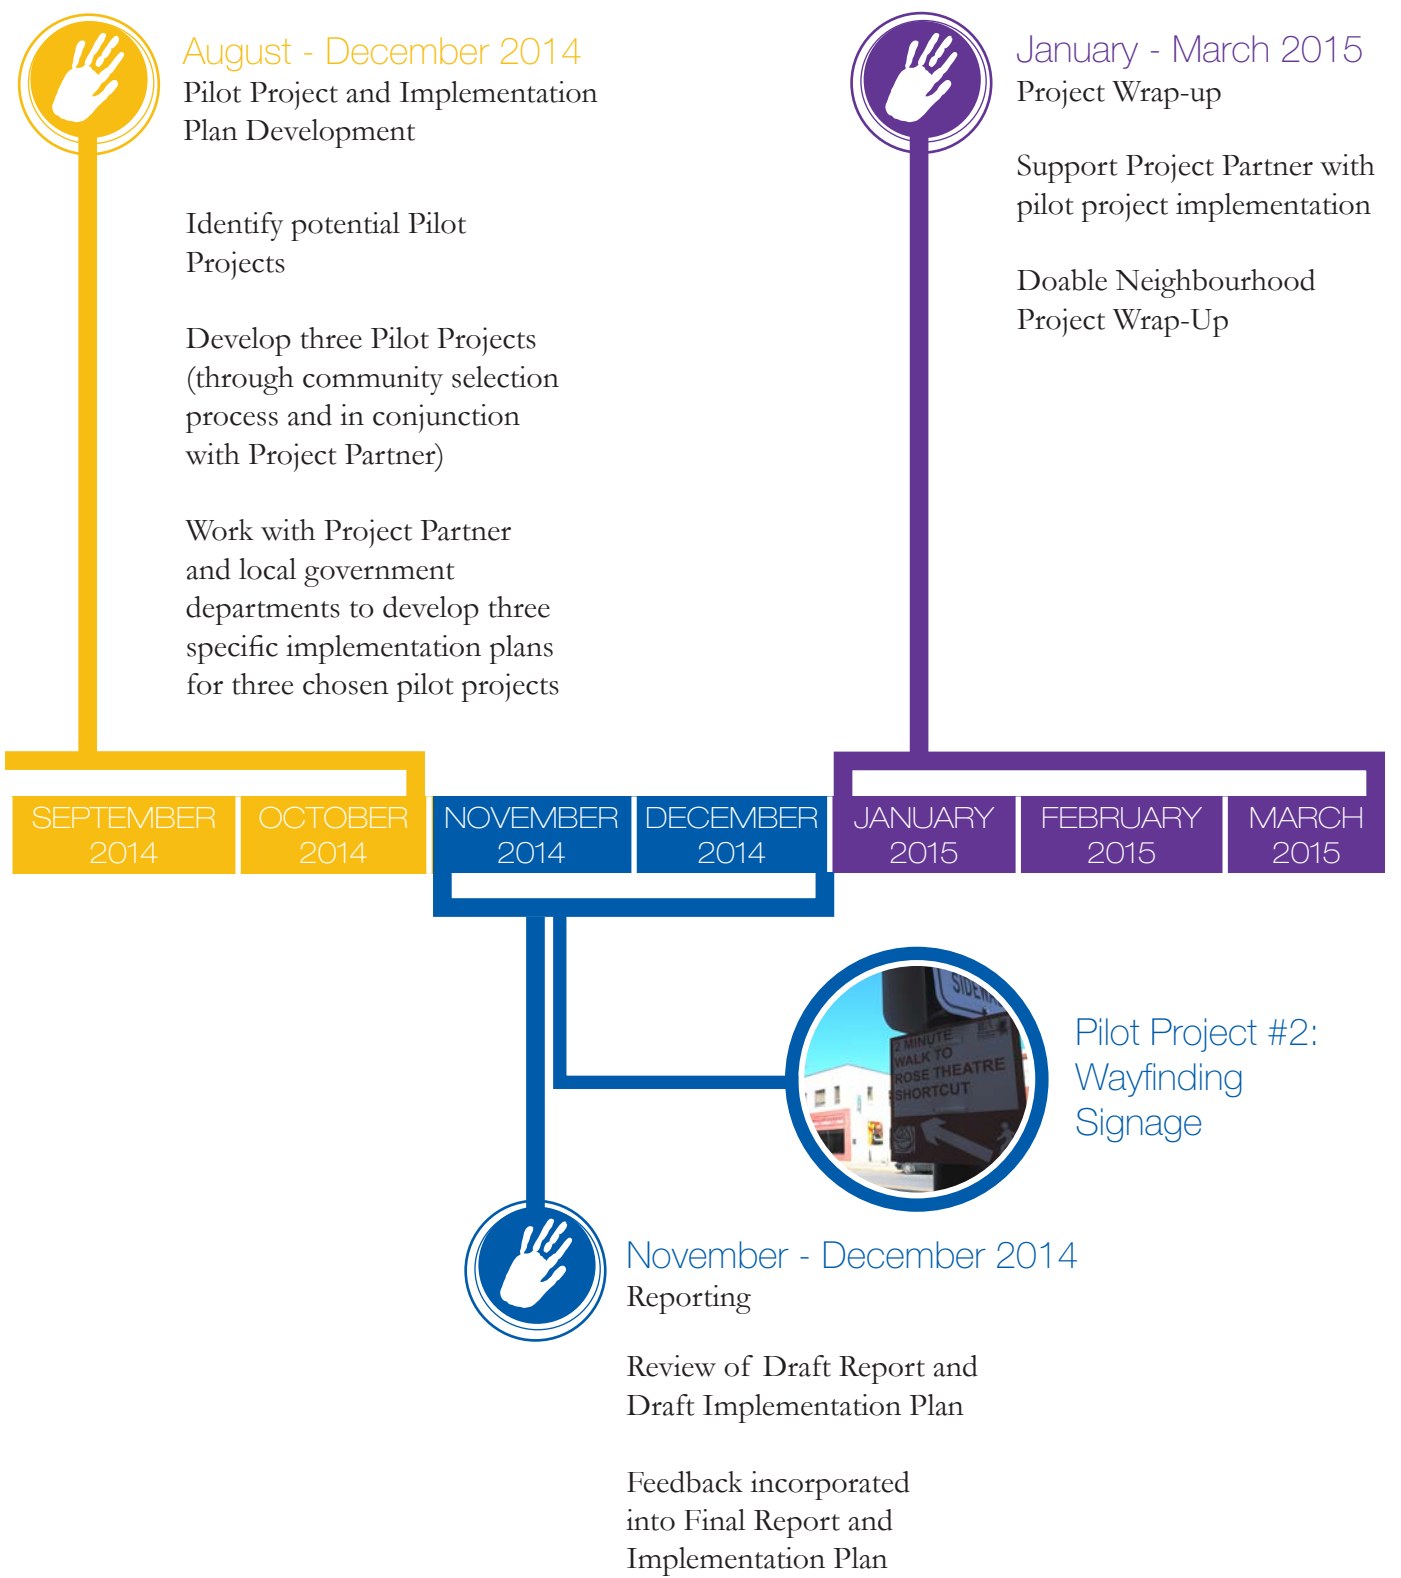 August - December 2014
Pilot Project and Implementation
Plan Development
Identify potential Pilot
Projects
Develop three Pilot Projects
(through community selection
process and in conjunction
with Project Partner)
Work with Project Partner
and local government
departments to develop three
specific implementation plans
for three chosen pilot projects
January - March 2015
Project Wrap-up
Support Project Partner with
pilot project implementation
Doable Neighbourhood
Project Wrap-Up
SEPTEMBER
2014
OCTOBER
2014
NOVEMBER
2014
DECEMBER
2014
JANUARY
2015
FEBRUARY
2015
MARCH
2015
2 MINUTE
WALK TO
ROSE THEATRE
SHORTCUT
Pilot Project #2:
Wayfinding
Signage
November - December 2014
Reporting
Review of Draft Report and
Draft Implementation Plan
Feedback incorporated
into Final Report and
Implementation Plan